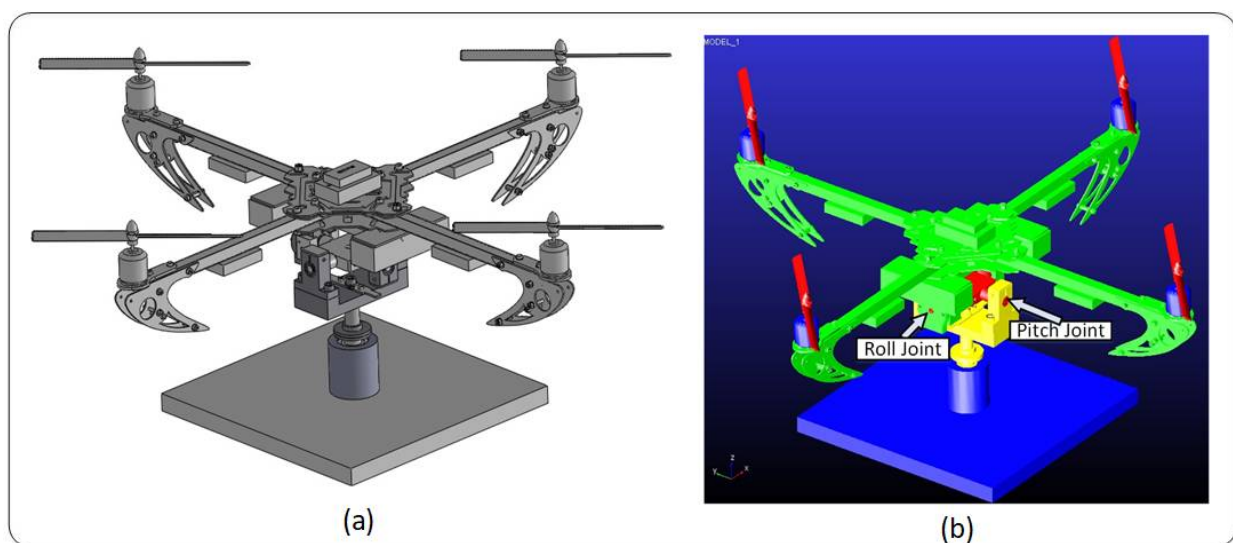 MODEL_1
Roll Joint
Pitch Joint
z
Y
x
(a)
(b)